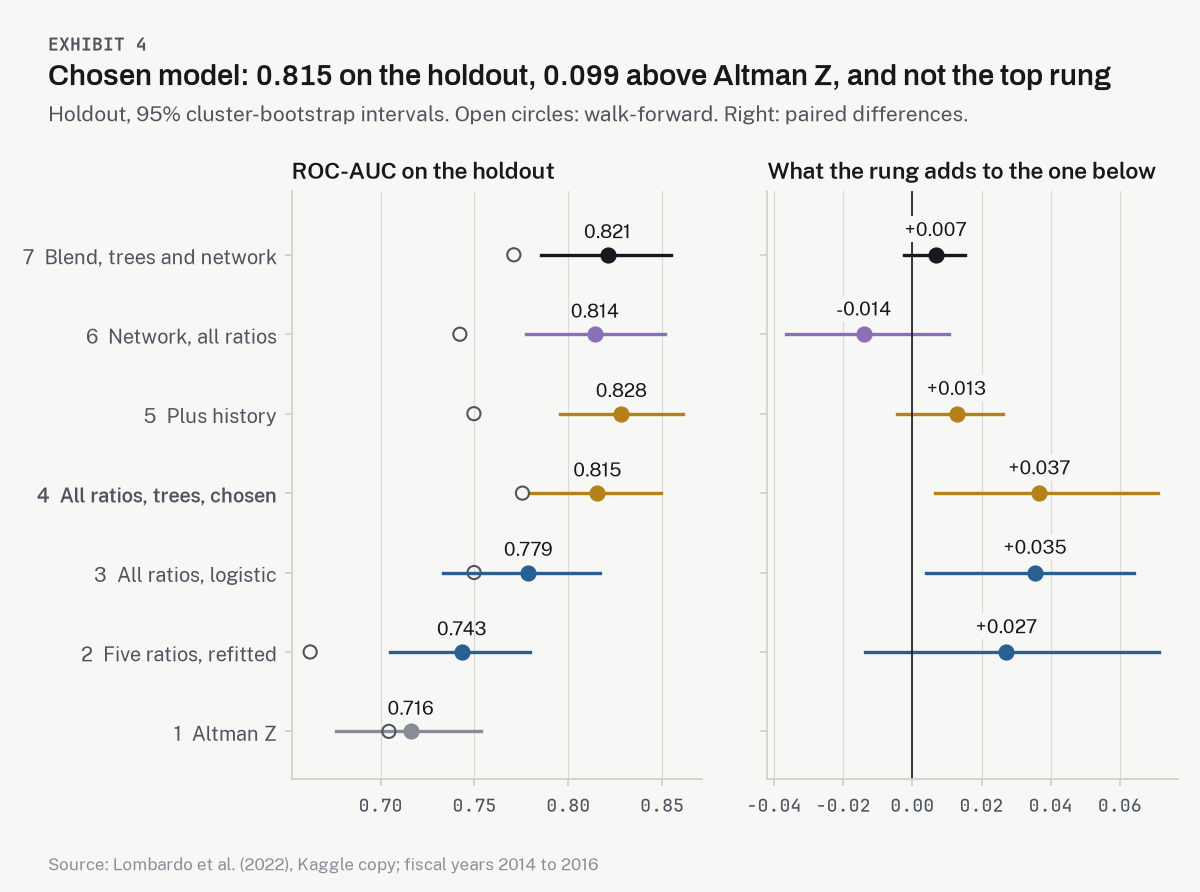 EXHIBIT 4
Chosen model: 0.815 on the holdout, 0.099 above Altman Z, and not the top rung
Holdout, 95% cluster-bootstrap intervals. Open circles: walk-forward. Right: paired differences.
ROC-AUC on the holdout
What the rung adds to the one below
7 Blend, trees and network
0.821
+0.007
6 Network, all ratios
0.814
-0.014
5 Plus history
0.828
+0.013
4 All ratios, trees, chosen
0.815
+0.037
3 All ratios, logistic
0.779
+0.035
2 Five ratios, refitted
0.743
+0.027
1 Altman Z
0.716
0.70 0.75 0.80 0.85
-0.04 -0.02 0.00 0.02 0.04 0.06
Source: Lombardo et al. (2022), Kaggle copy; fiscal years 2014 to 2016